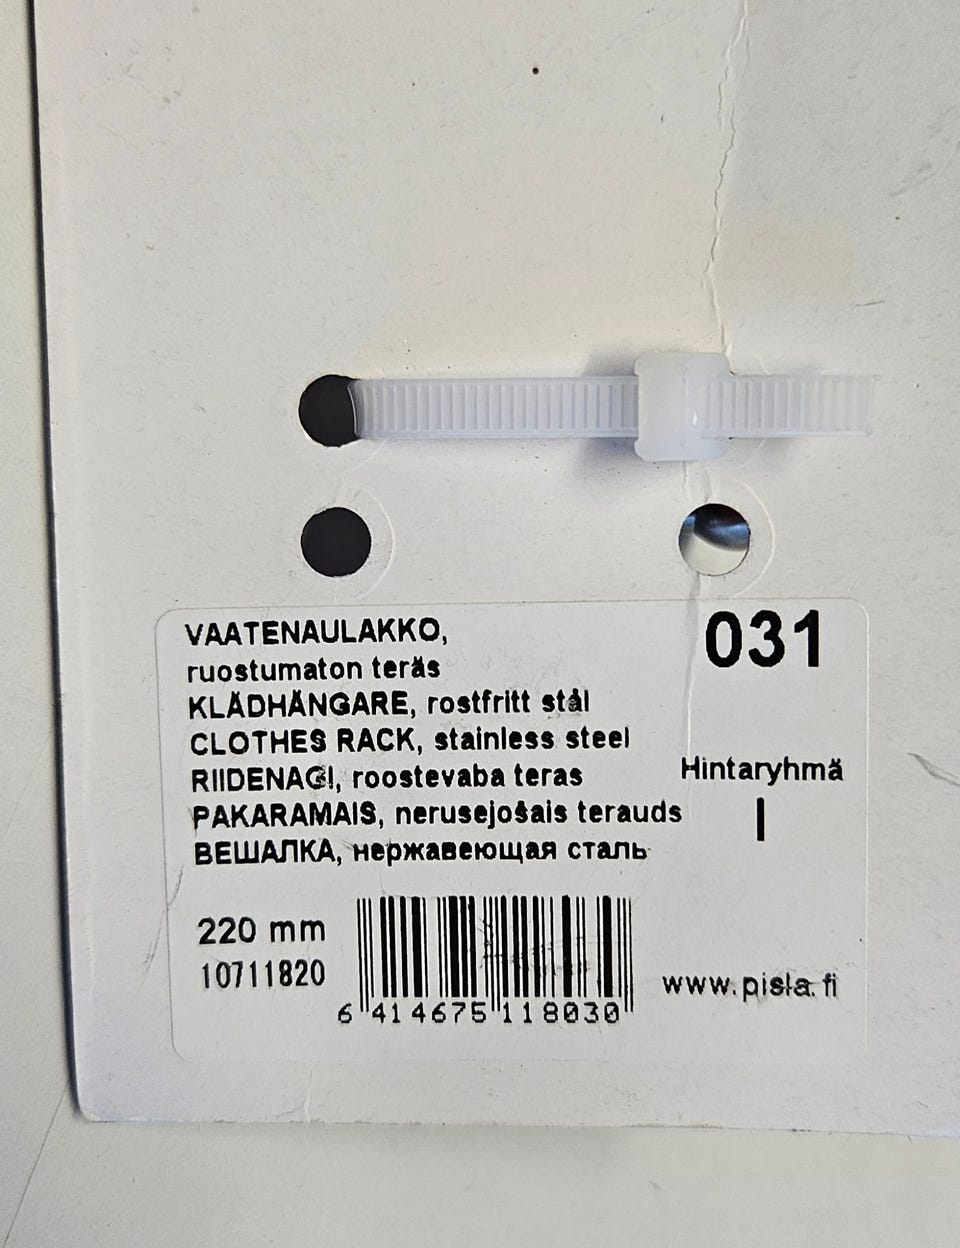 VAATENAULAKKO,
ruostumaton teräs
KLÄDHÄNGARE, rostfritt stål
CLOTHES RACK, stainless steel
RIIDENAGI, roostevaba teras
PAKARAMAIS, nerusejošais terauds
ВЕШАЛКА, нержавеющая сталь
031
Hintaryhmä
I
220 mm
10711820
6 414675 118030
www.pisla.fi